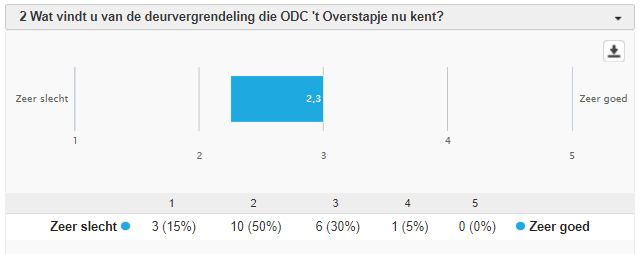 2 Wat vindt u van de deurvergrendeling die ODC 't Overstapje nu kent?
Zeer slecht 2,3 Zeer goed
1 2 3 4 5
1 2 3 4 5
Zeer slecht 3 (15%) 10 (50%) 6 (30%) 1 (5%) 0 (0%) Zeer goed